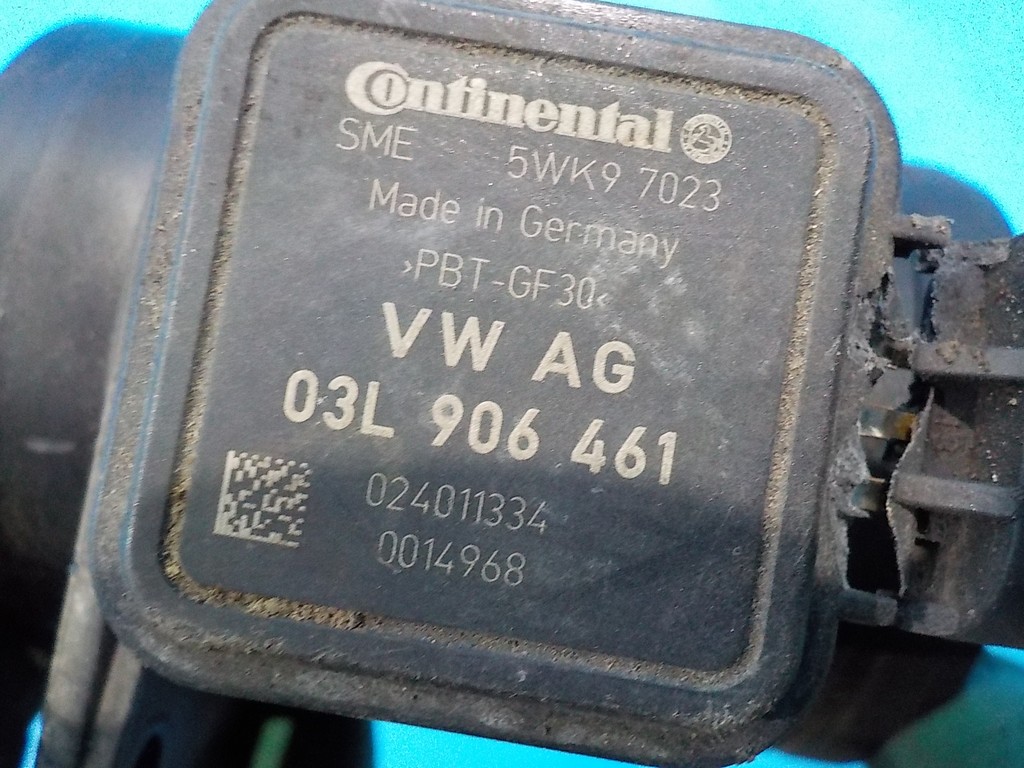 Continental
SME 5WK9 7023
Made in Germany
>PBT-GF30<
VW AG
03L 906 461
024011334
0014968